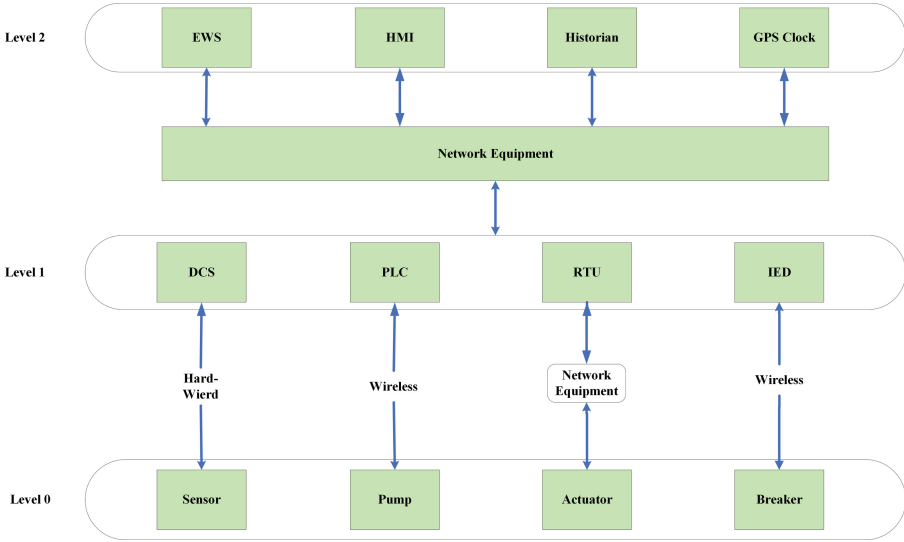 Level 2
EWS
HMI
Historian
GPS Clock
Network Equipment
Level 1
DCS
PLC
RTU
IED
Hard-
Wierd
Wireless
Network
Equipment
Wireless
Level 0
Sensor
Pump
Actuator
Breaker